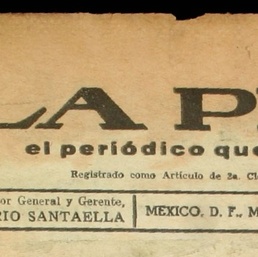 LA P
el periódico que
Registrado como Artículo de 2a. Cl
or General y Gerente,
RIO SANTAELLA
MEXICO, D. F., M